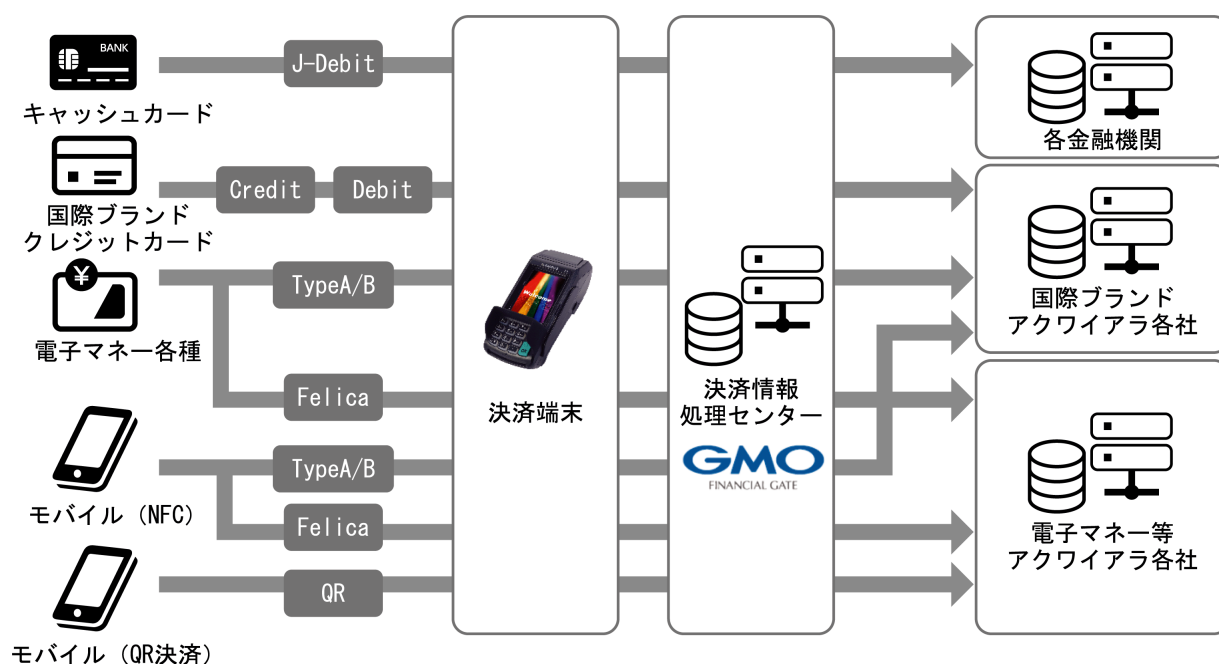 BANK
キャッシュカード
J-Debit
国際ブランド
クレジットカード
Credit
Debit
¥
電子マネー各種
TypeA/B
Felica
モバイル（NFC）
TypeA/B
Felica
モバイル（QR決済）
QR
Welcome
決済端末
決済情報
処理センター
GMO
FINANCIAL GATE
各金融機関
国際ブランド
アクワイアラ各社
電子マネー等
アクワイアラ各社